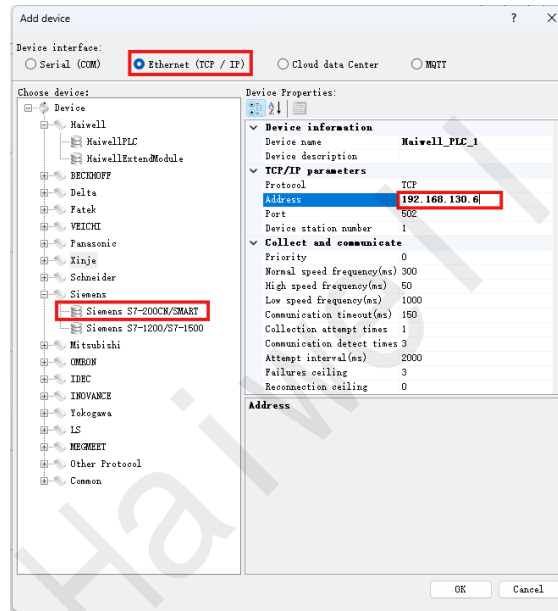 Add device ? ×
Device interface:
Serial (COM) Ethernet (TCP / IP) Cloud data Center MQTT
Choose device:
Device
Haiwell
HaiwellPLC
HaiwellExtendModule
BECKHOFF
Delta
Fatek
VEICHI
Panasonic
Xinje
Schneider
Siemens
Siemens S7-200CN/SMART
Siemens S7-1200/S7-1500
Mitsubishi
OMRON
IDEC
INOVANCE
Yokogawa
LS
MEGMEET
Other Protocol
Common
Device Properties:
Device information
Device name Haiwell_PLC_1
Device description
TCP/IP parameters
Protocol TCP
Address 192.168.130.6
Port 502
Device station number 1
Collect and communicate
Priority 0
Normal speed frequency(ms) 300
High speed frequency(ms) 50
Low speed frequency(ms) 1000
Communication timeout(ms) 150
Collection attempt times 1
Communication detect times 3
Attempt interval(ms) 2000
Failures ceiling 3
Reconnection ceiling 0
Address
OK Cancel
Haiwell